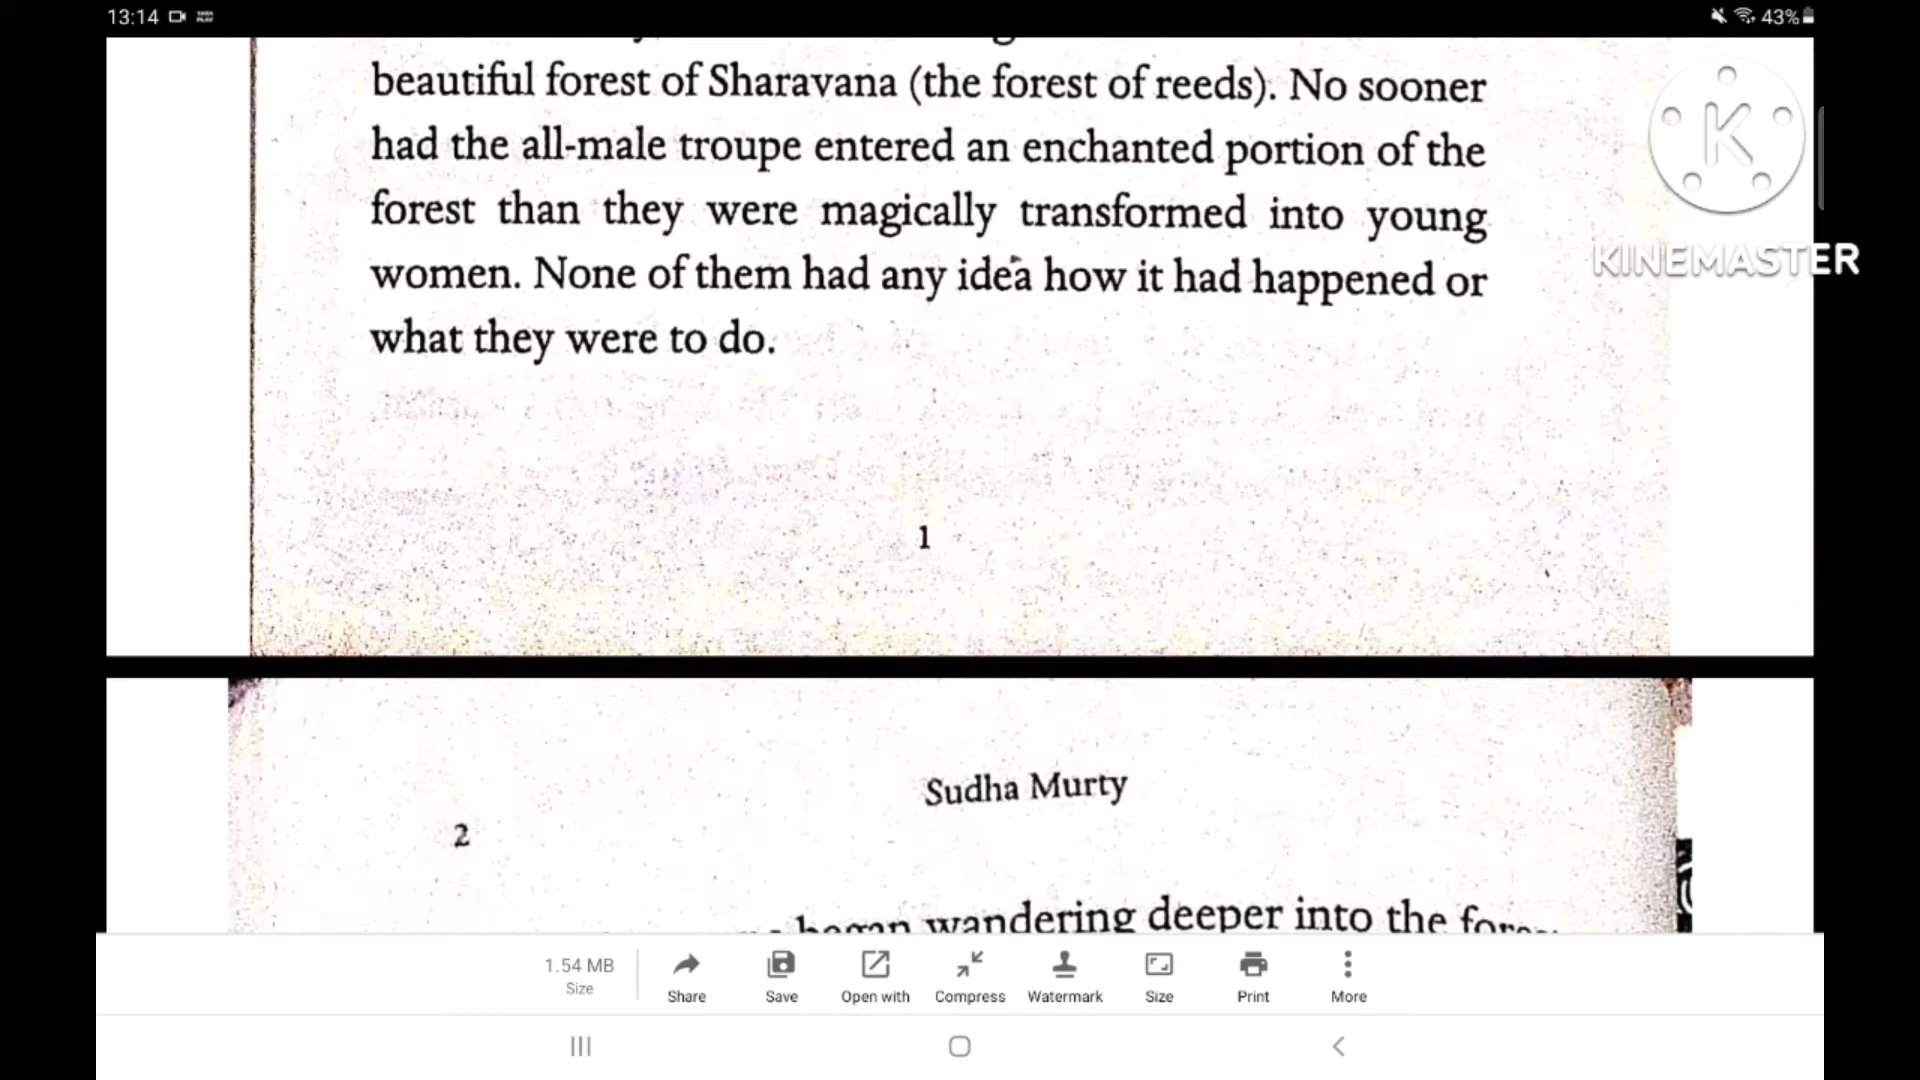 13:14
43%
beautiful forest of Sharavana (the forest of reeds). No sooner
had the all-male troupe entered an enchanted portion of the
forest than they were magically transformed into young
women. None of them had any idea how it had happened or
what they were to do.
1
K
KINEMASTER
Sudha Murty
2
began wandering deeper into the
1.54 MB
Size
Share
Save
Open with
Compress
Watermark
Size
Print
More